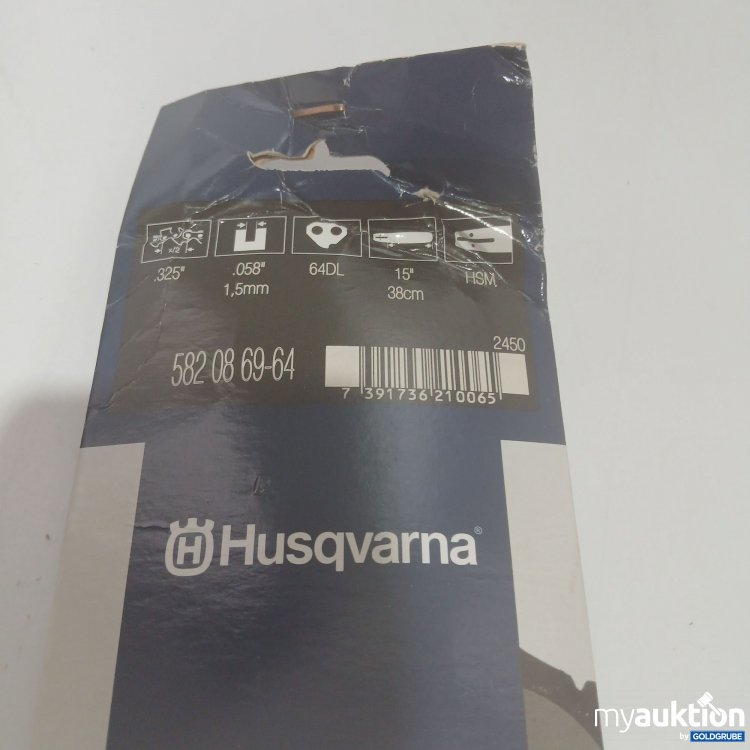 x/2
.325"
.058"
1,5mm
64DL
15"
38cm
HSM
582 08 69-64
2450
7 391736 210065
H Husqvarna®
myauktion
by GOLDGRUBE